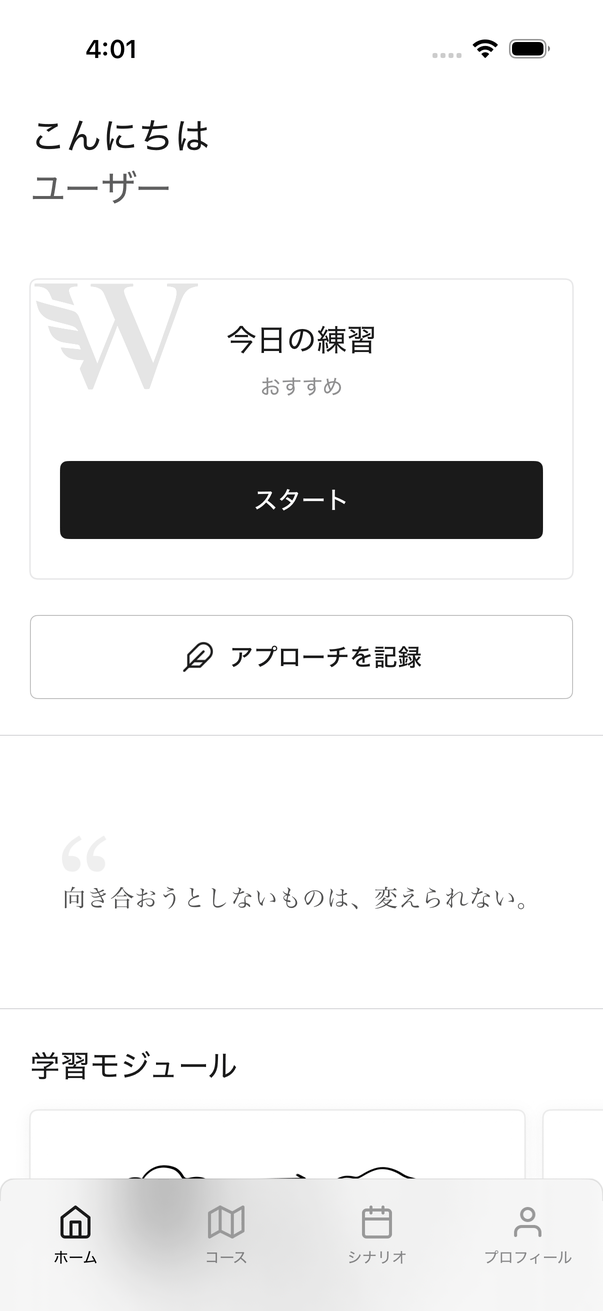 4:01
こんにちは
ユーザー
W
今日の練習
おすすめ
スタート
アプローチを記録
“
向き合おうとしないものは、変えられない。
学習モジュール
ホーム
コース
シナリオ
プロフィール